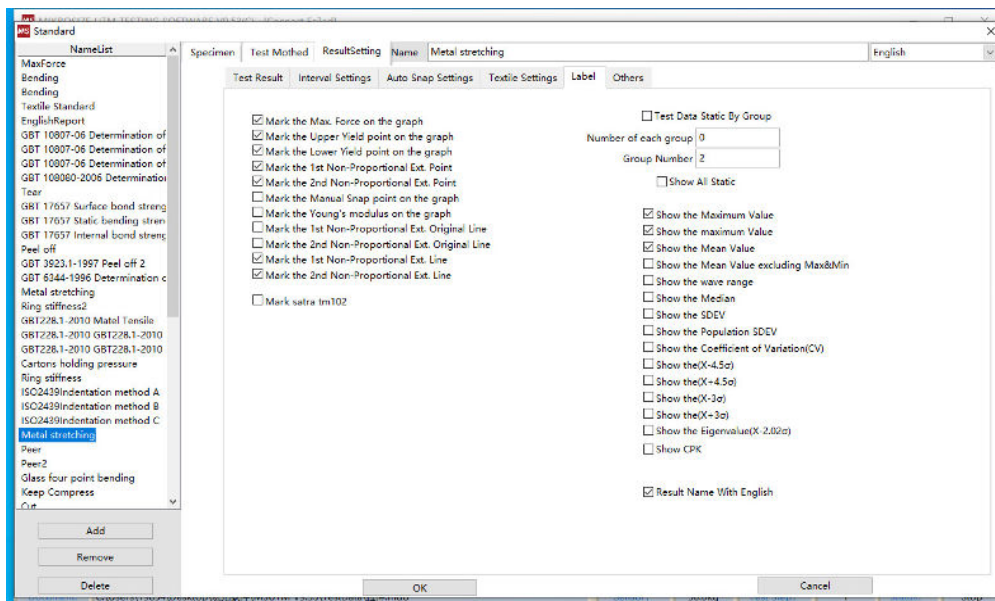 Standard
NameList
MaxForce
Bending
Bending
Textile Standard
EnglishReport
GBT 10807-06 Determination of
GBT 10807-06 Determination of
GBT 10807-06 Determination of
GBT 108080-2006 Determination
Tear
GBT 17657 Surface bond streng
GBT 17657 Static bending stren
GBT 17657 Internal bond streng
Peel off
GBT 3923.1-1997 Peel off 2
GBT 6344-1996 Determination c
Metal stretching
Ring stiffness2
GBT228.1-2010 Matel Tensile
GBT228.1-2010 GBT228.1-2010
GBT228.1-2010 GBT228.1-2010
Cartons holding pressure
Ring stiffness
ISO2439Indentation method A
ISO2439Indentation method B
ISO2439Indentation method C
Metal stretching
Peer
Peer2
Glass four point bending
Keep Compress
Cut
Add
Remove
Delete
Specimen Test Mothed ResultSetting Name Metal stretching English
Test Result Interval Settings Auto Snap Settings Textile Settings Label Others
Mark the Max. Force on the graph
Mark the Upper Yield point on the graph
Mark the Lower Yield point on the graph
Mark the 1st Non-Proportional Ext. Point
Mark the 2nd Non-Proportional Ext. Point
Mark the Manual Snap point on the graph
Mark the Young's modulus on the graph
Mark the 1st Non-Proportional Ext. Original Line
Mark the 2nd Non-Proportional Ext. Original Line
Mark the 1st Non-Proportional Ext. Line
Mark the 2nd Non-Proportional Ext. Line
Mark satra tm102
Test Data Static By Group
Number of each group 0
Group Number 2
Show All Static
Show the Maximum Value
Show the maximum Value
Show the Mean Value
Show the Mean Value excluding Max&Min
Show the wave range
Show the Median
Show the SDEV
Show the Population SDEV
Show the Coefficient of Variation(CV)
Show the(X-4.5σ)
Show the(X+4.5σ)
Show the(X-3σ)
Show the(X+3σ)
Show the Eigenvalue(X-2.02σ)
Show CPK
Result Name With English
OK
Cancel